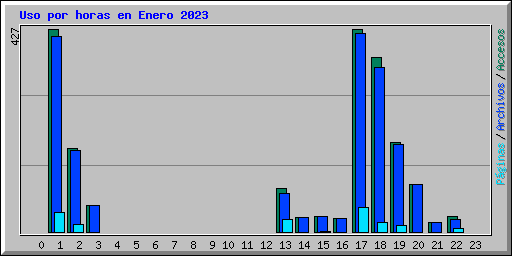 Uso por horas en Enero 2023
427
Páginas / Archivos / Accesos
0 1 2 3 4 5 6 7 8 9 10 11 12 13 14 15 16 17 18 19 20 21 22 23